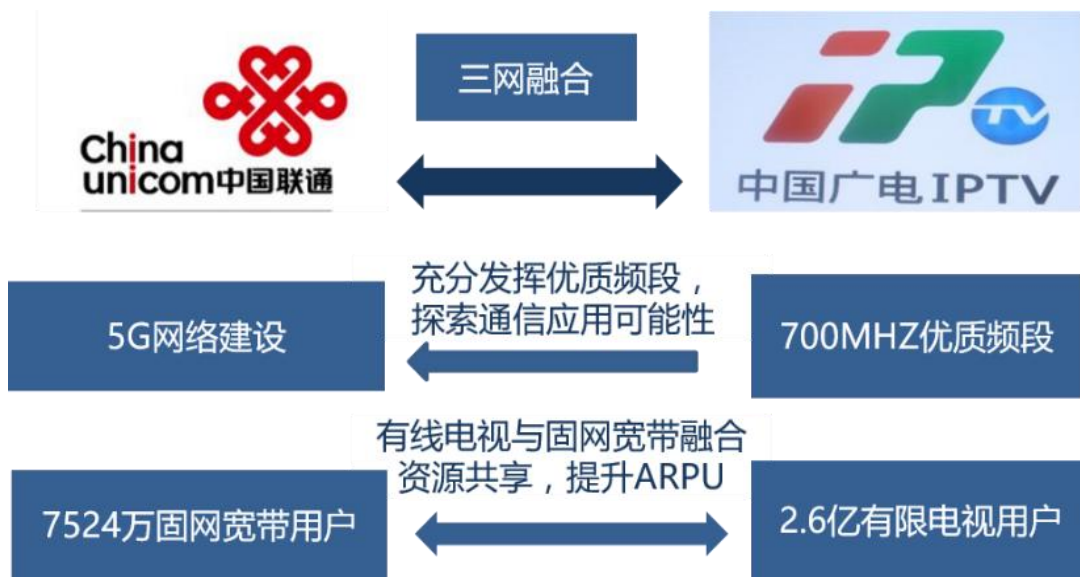 三网融合
China
unicom中国联通
iP
TV
中国广电IPTV
充分发挥优质频段，
探索通信应用可能性
5G网络建设
700MHZ优质频段
有线电视与固网宽带融合
资源共享，提升ARPU
7524万固网宽带用户
2.6亿有限电视用户